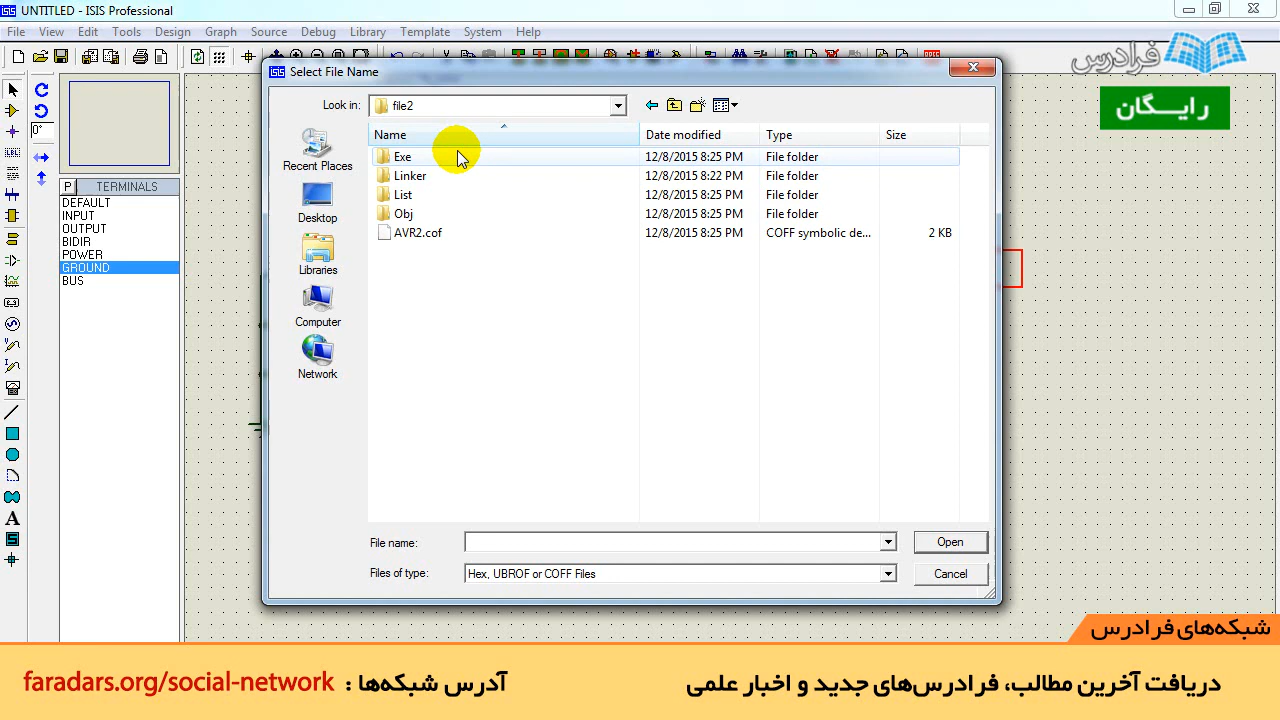 UNTITLED - ISIS Professional
File View Edit Tools Design Graph Source Debug Library Template System Help
فرادرس
رایگان
Select File Name
Look in: file2
0°
P TERMINALS
DEFAULT
INPUT
OUTPUT
BIDIR
POWER
GROUND
BUS
Recent Places
Desktop
Libraries
Computer
Network
Name Date modified Type Size
Exe 12/8/2015 8:25 PM File folder
Linker 12/8/2015 8:22 PM File folder
List 12/8/2015 8:25 PM File folder
Obj 12/8/2015 8:25 PM File folder
AVR2.cof 12/8/2015 8:25 PM COFF symbolic de... 2 KB
File name: Open
Files of type: Hex, UBROF or COFF Files Cancel
شبکه‌های فرادرس
دریافت آخرین مطالب، فرادرس‌های جدید و اخبار علمی
آدرس شبکه‌ها : faradars.org/social-network